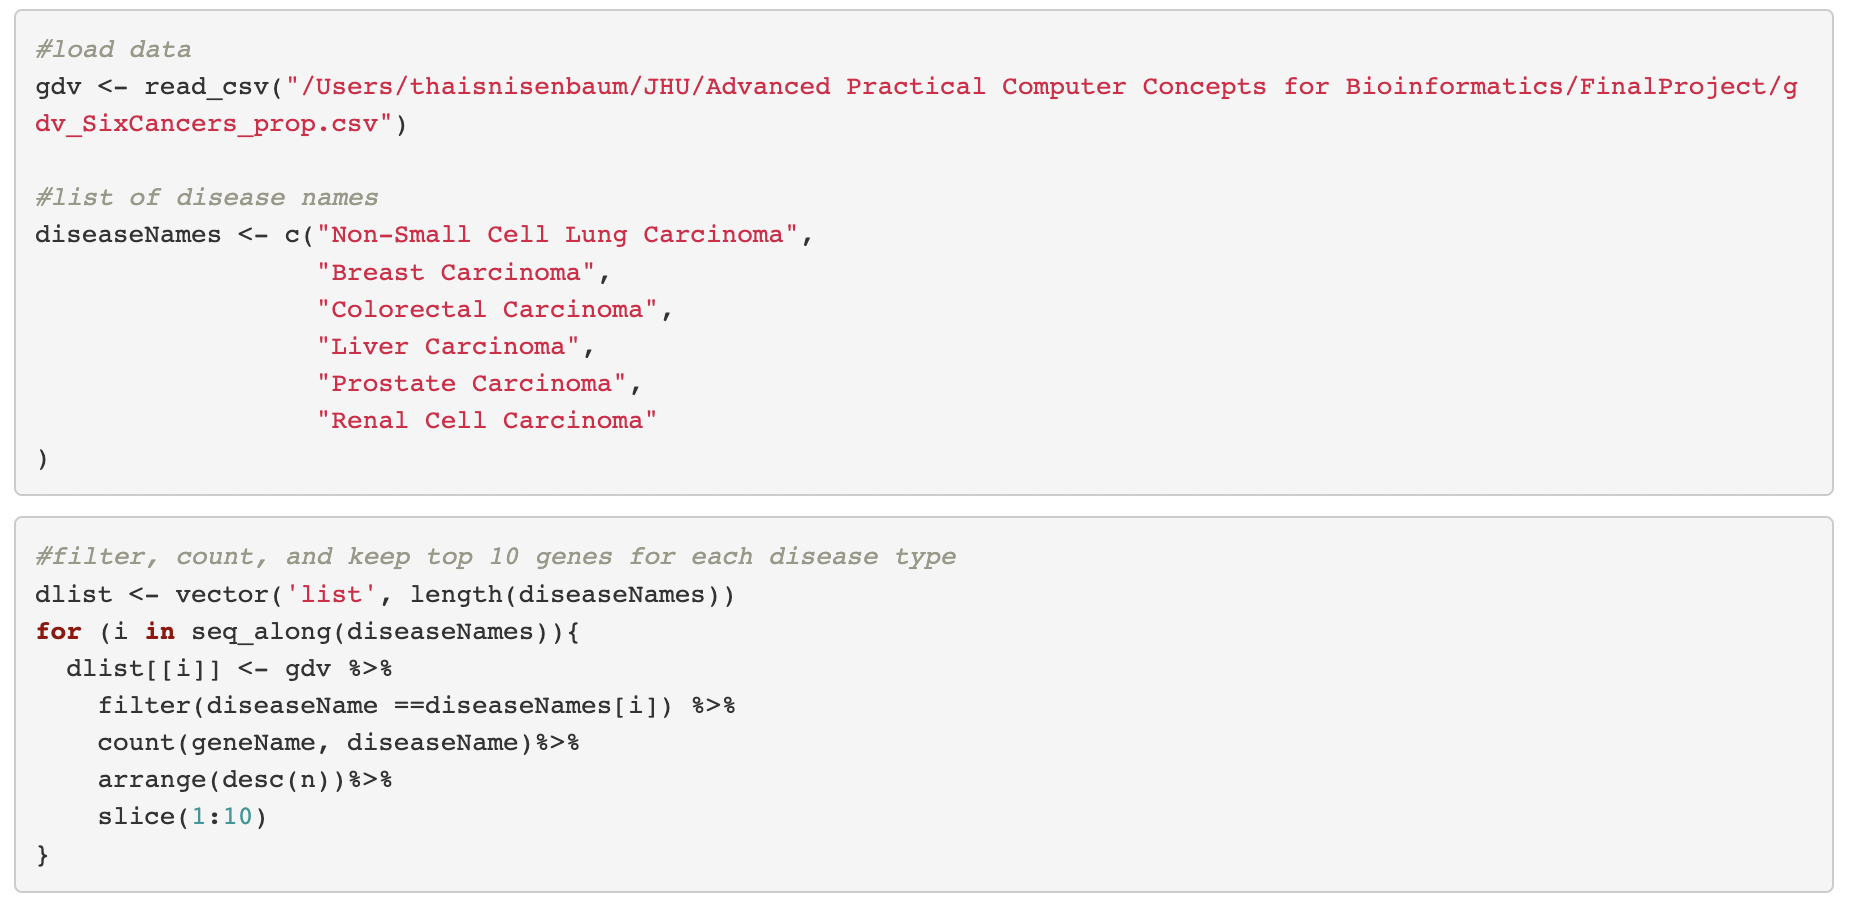 #load data
gdv <- read_csv("/Users/thaisnisenbaum/JHU/Advanced Practical Computer Concepts for Bioinformatics/FinalProject/g
dv_SixCancers_prop.csv")
#list of disease names
diseaseNames <- c("Non-Small Cell Lung Carcinoma",
                  "Breast Carcinoma",
                  "Colorectal Carcinoma",
                  "Liver Carcinoma",
                  "Prostate Carcinoma",
                  "Renal Cell Carcinoma"
)
#filter, count, and keep top 10 genes for each disease type
dlist <- vector('list', length(diseaseNames))
for (i in seq_along(diseaseNames)){
  dlist[[i]] <- gdv %>%
    filter(diseaseName ==diseaseNames[i]) %>%
    count(geneName, diseaseName)%>%
    arrange(desc(n))%>%
    slice(1:10)
}